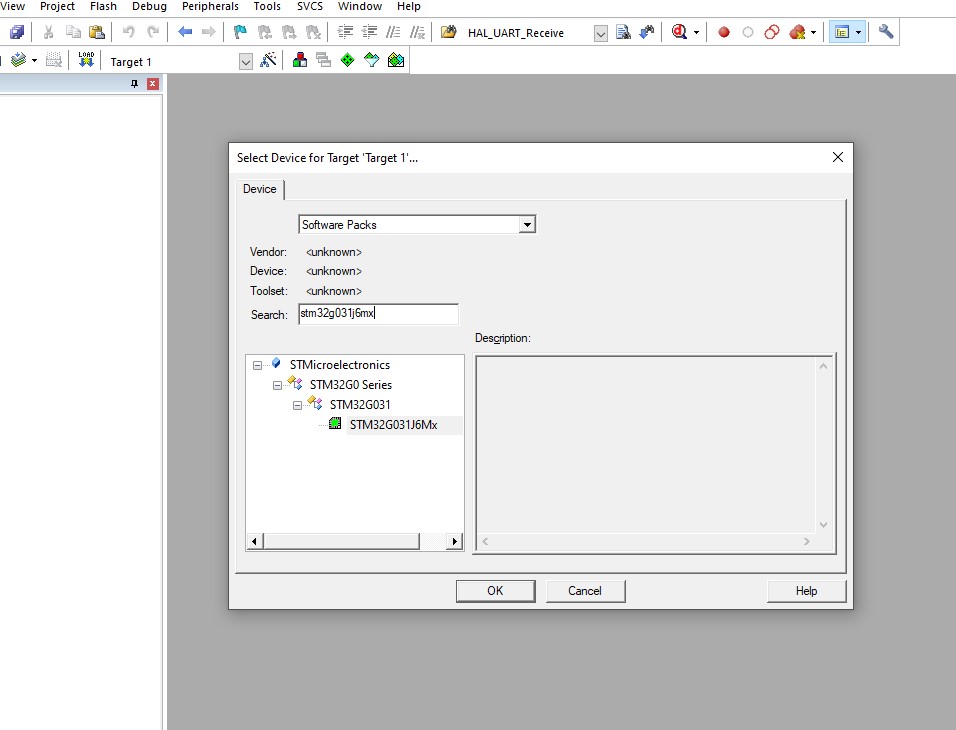 View Project Flash Debug Peripherals Tools SVCS Window Help
HAL_UART_Receive
LOAD Target 1
Select Device for Target 'Target 1'...
Device
Software Packs
Vendor: <unknown>
Device: <unknown>
Toolset: <unknown>
Search: stm32g031j6mx
Description:
STMicroelectronics
STM32G0 Series
STM32G031
STM32G031J6Mx
OK Cancel Help